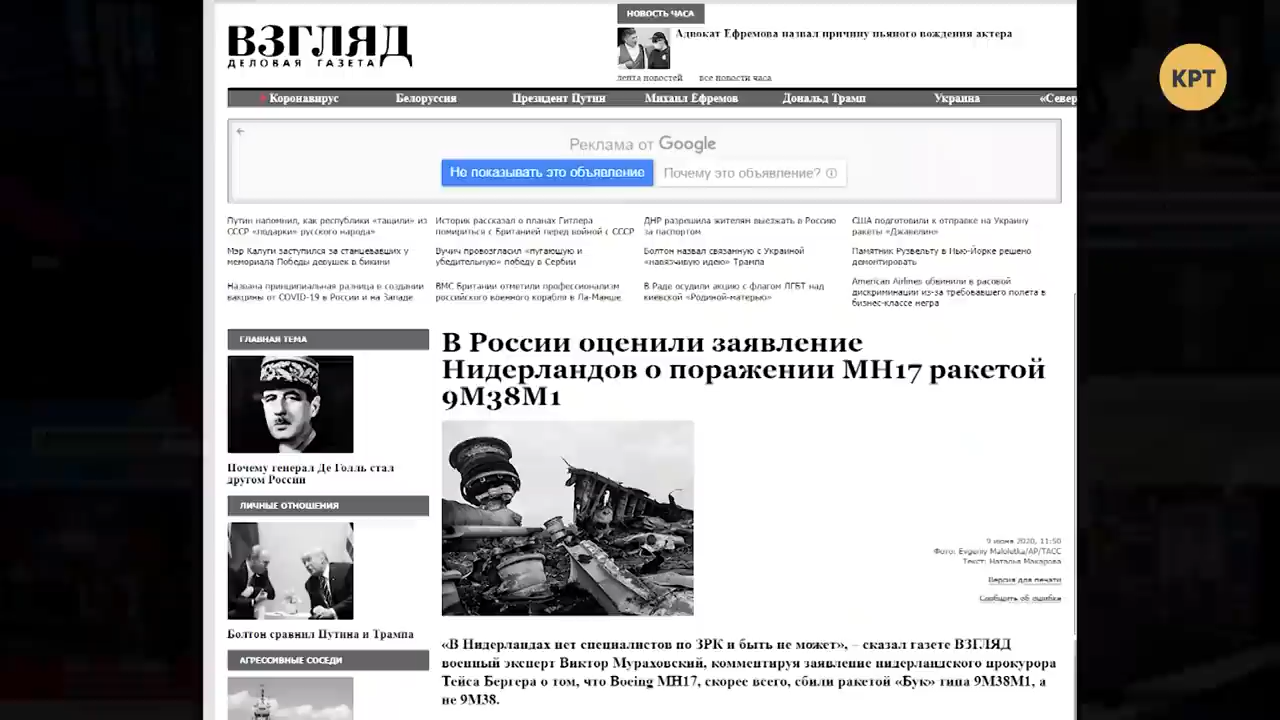 НОВОСТЬ ЧАСА
Адвокат Ефремова назвал причину пьяного вождения актера
ВЗГЛЯД
ДЕЛОВАЯ ГАЗЕТА
лента новостей все новости часа
КРТ
Коронавирус Белоруссия Президент Путин Михаил Ефремов Дональд Трамп Украина «Север
Реклама от Google
Не показывать это объявление Почему это объявление?
Путин напомнил, как республики «тащили» из
СССР «подарки» русского народа»
Мэр Калуги заступился за станцевавших у
мемориала Победы девушек в бикини
Названа принципиальная разница в создании
вакцины от COVID-19 в России и на Западе
Историк рассказал о планах Гитлера
помириться с Британией перед войной с СССР
Вучич провозгласил «пугающую и
убедительную» победу в Сербии
ВМС Британии отметили профессионализм
российского военного корабля в Ла-Манше
ДНР разрешила жителям выезжать в Россию
за паспортом
Болтон назвал связанную с Украиной
«навязчивую идею» Трампа
В Раде осудили акцию с флагом ЛГБТ над
киевской «Родиной-матерью»
США подготовили к отправке на Украину
ракеты «Джавелин»
Памятник Рузвельту в Нью-Йорке решено
демонтировать
American Airlines обвинили в расовой
дискриминации из-за требовавшего полета в
бизнес-классе негра
ГЛАВНАЯ ТЕМА
Почему генерал Де Голль стал
другом России
ЛИЧНЫЕ ОТНОШЕНИЯ
Болтон сравнил Путина и Трампа
АГРЕССИВНЫЕ СОСЕДИ
В России оценили заявление
Нидерландов о поражении MH17 ракетой
9М38М1
9 июня 2020, 11:50
Фото: Evgeniy Maloletka/AP/ТАСС
Текст: Наталья Макарова
Версия для печати
Сообщить об ошибке
«В Нидерландах нет специалистов по ЗРК и быть не может», – сказал газете ВЗГЛЯД
военный эксперт Виктор Мураховский, комментируя заявление нидерландского прокурора
Тейса Бергера о том, что Boeing MH17, скорее всего, сбили ракетой «Бук» типа 9М38М1, а
не 9М38.